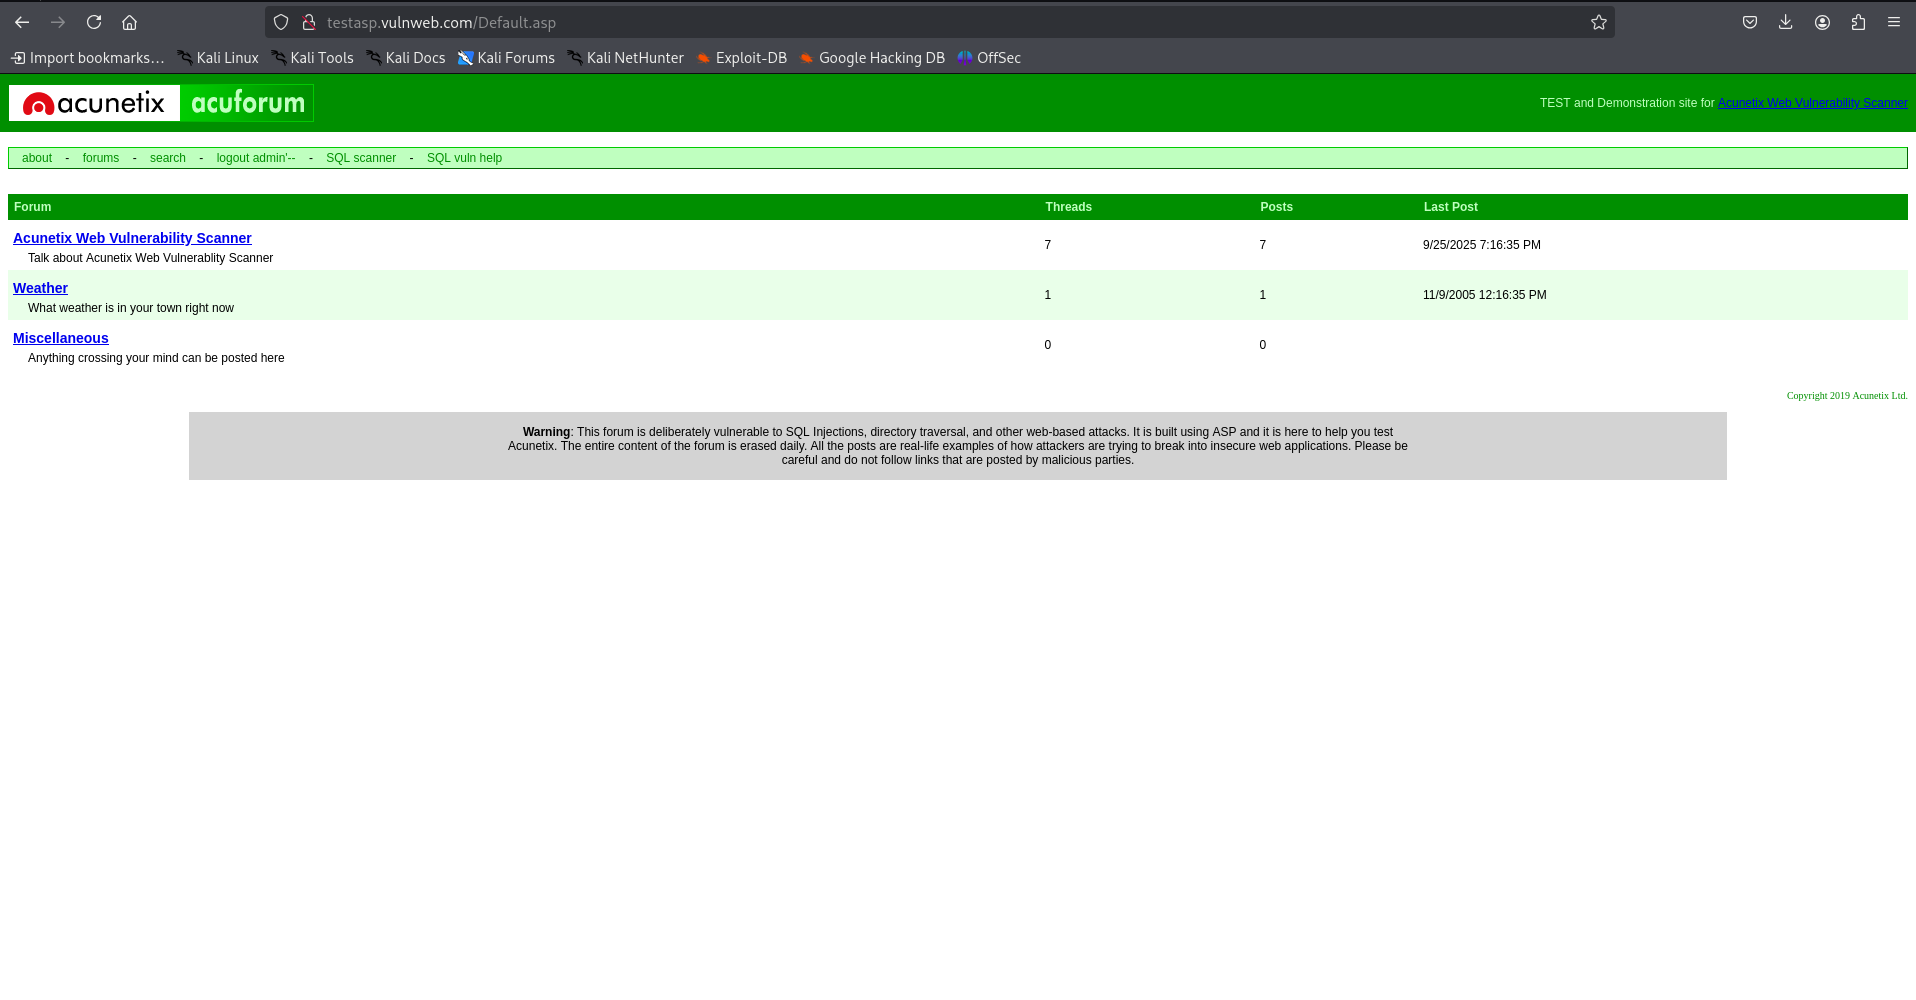 testasp.vulnweb.com/Default.asp
Import bookmarks... Kali Linux Kali Tools Kali Docs Kali Forums Kali NetHunter Exploit-DB Google Hacking DB OffSec
acunetix acuforum
TEST and Demonstration site for Acunetix Web Vulnerability Scanner
about - forums - search - logout admin'-- - SQL scanner - SQL vuln help
Forum Threads Posts Last Post
Acunetix Web Vulnerability Scanner
Talk about Acunetix Web Vulnerablity Scanner
7 7 9/25/2025 7:16:35 PM
Weather
What weather is in your town right now
1 1 11/9/2005 12:16:35 PM
Miscellaneous
Anything crossing your mind can be posted here
0 0
Copyright 2019 Acunetix Ltd.
Warning: This forum is deliberately vulnerable to SQL Injections, directory traversal, and other web-based attacks. It is built using ASP and it is here to help you test
Acunetix. The entire content of the forum is erased daily. All the posts are real-life examples of how attackers are trying to break into insecure web applications. Please be
careful and do not follow links that are posted by malicious parties.